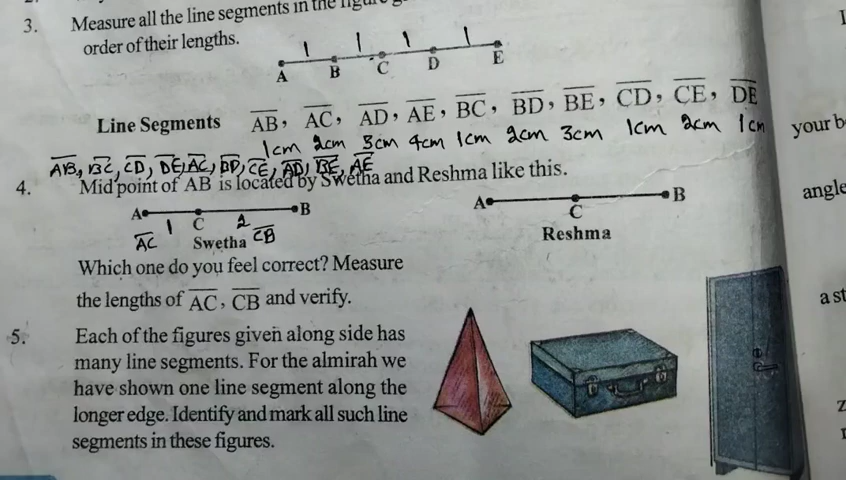 3. Measure all the line segments in the figure
order of their lengths.
1 1 1 1
A B C D E
Line Segments AB, AC, AD, AE, BC, BD, BE, CD, CE, DE
1cm 2cm 3cm 4cm 1cm 2cm 3cm 1cm 2cm 1cm
AB, BC, CD, DE, AC, BD, CE, AD, BE, AE
4. Mid point of AB is located by Swetha and Reshma like this.
A C B
1 2
AC Swetha CB
A C B
Reshma
Which one do you feel correct? Measure
the lengths of AC, CB and verify.
5. Each of the figures given along side has
many line segments. For the almirah we
have shown one line segment along the
longer edge. Identify and mark all such line
segments in these figures.
your b
angle
a st